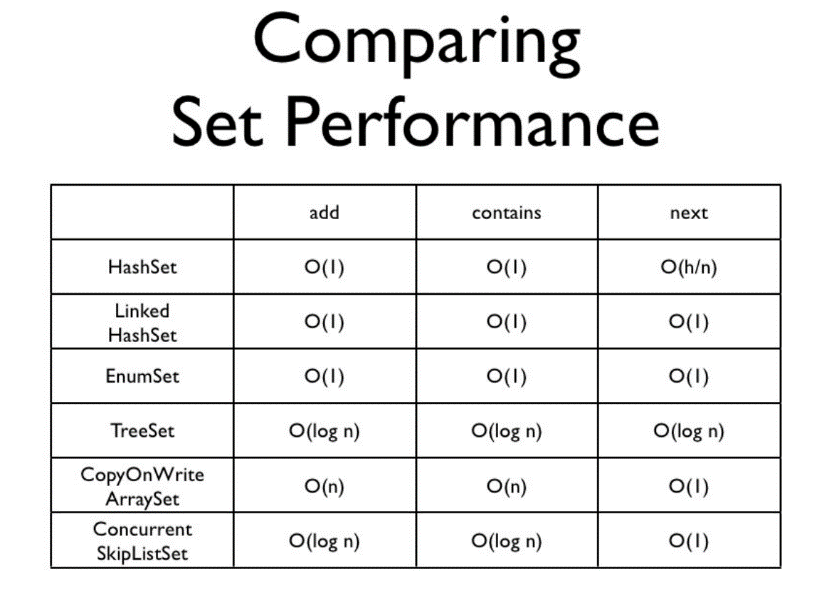 Comparing
Set Performance
add contains next
HashSet O(1) O(1) O(h/n)
Linked
HashSet O(1) O(1) O(1)
EnumSet O(1) O(1) O(1)
TreeSet O(log n) O(log n) O(log n)
CopyOnWrite
ArraySet O(n) O(n) O(1)
Concurrent
SkipListSet O(log n) O(log n) O(1)